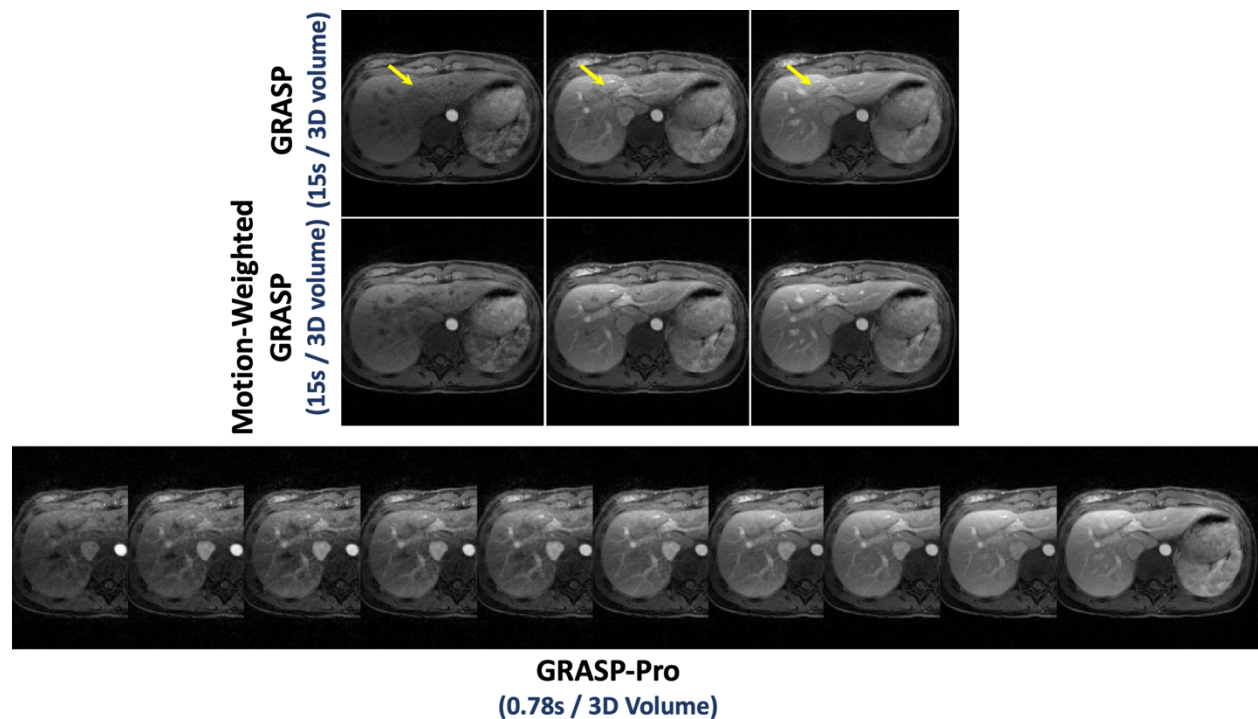 GRASP
(15s / 3D volume)
Motion-Weighted
GRASP
(15s / 3D volume)
GRASP-Pro
(0.78s / 3D Volume)